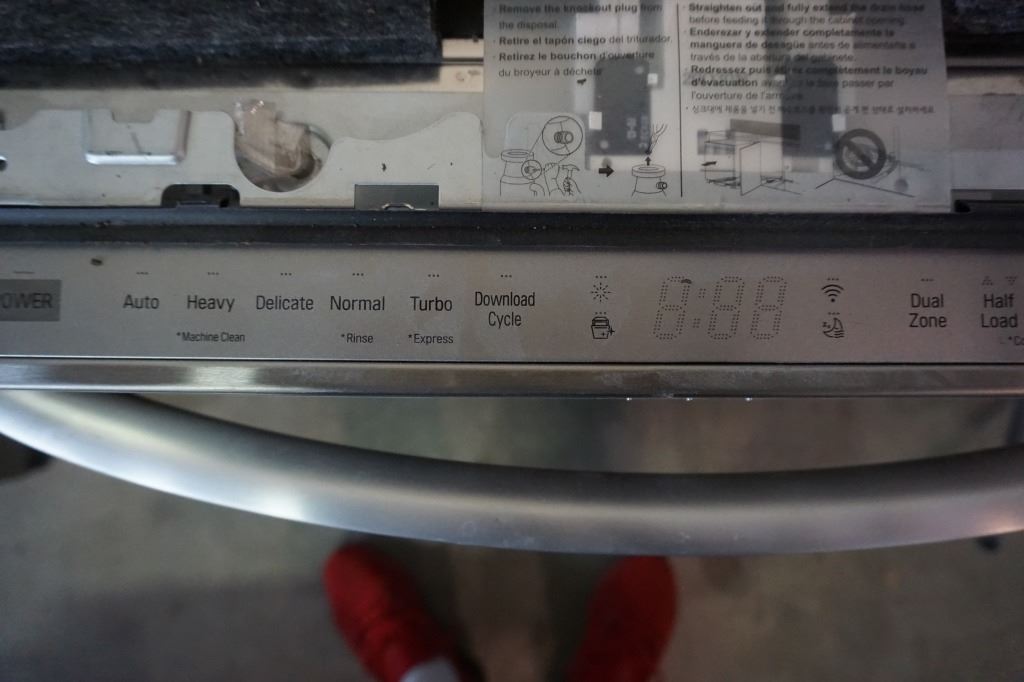 · Remove the knockout plug from
the disposal.
· Retire el tapón ciego del triturador.
· Retirez le bouchon d'ouverture
du broyeur à déchets
· Straighten out and fully extend the drain hose
before feeding it through the cabinet opening.
· Enderezar y extender completamente la
manguera de desagüe antes de alimentarla a
través de la abertura del gabinete.
· Redressez puis étirez complètement le boyau
d'évacuation avant de le faire passer par
l'ouverture de l'armoire.
POWER
Auto
Heavy
*Machine Clean
Delicate
Normal
*Rinse
Turbo
*Express
Download
Cycle
8:88
Dual
Zone
Half
Load